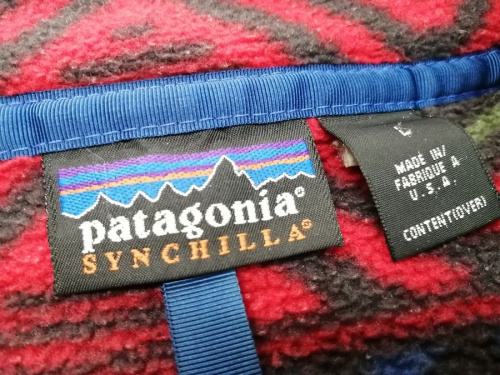 patagonia®
SYNCHILLA®
L
MADE IN/
FABRIQUE A
U.S.A.
CONTENT(OVER)